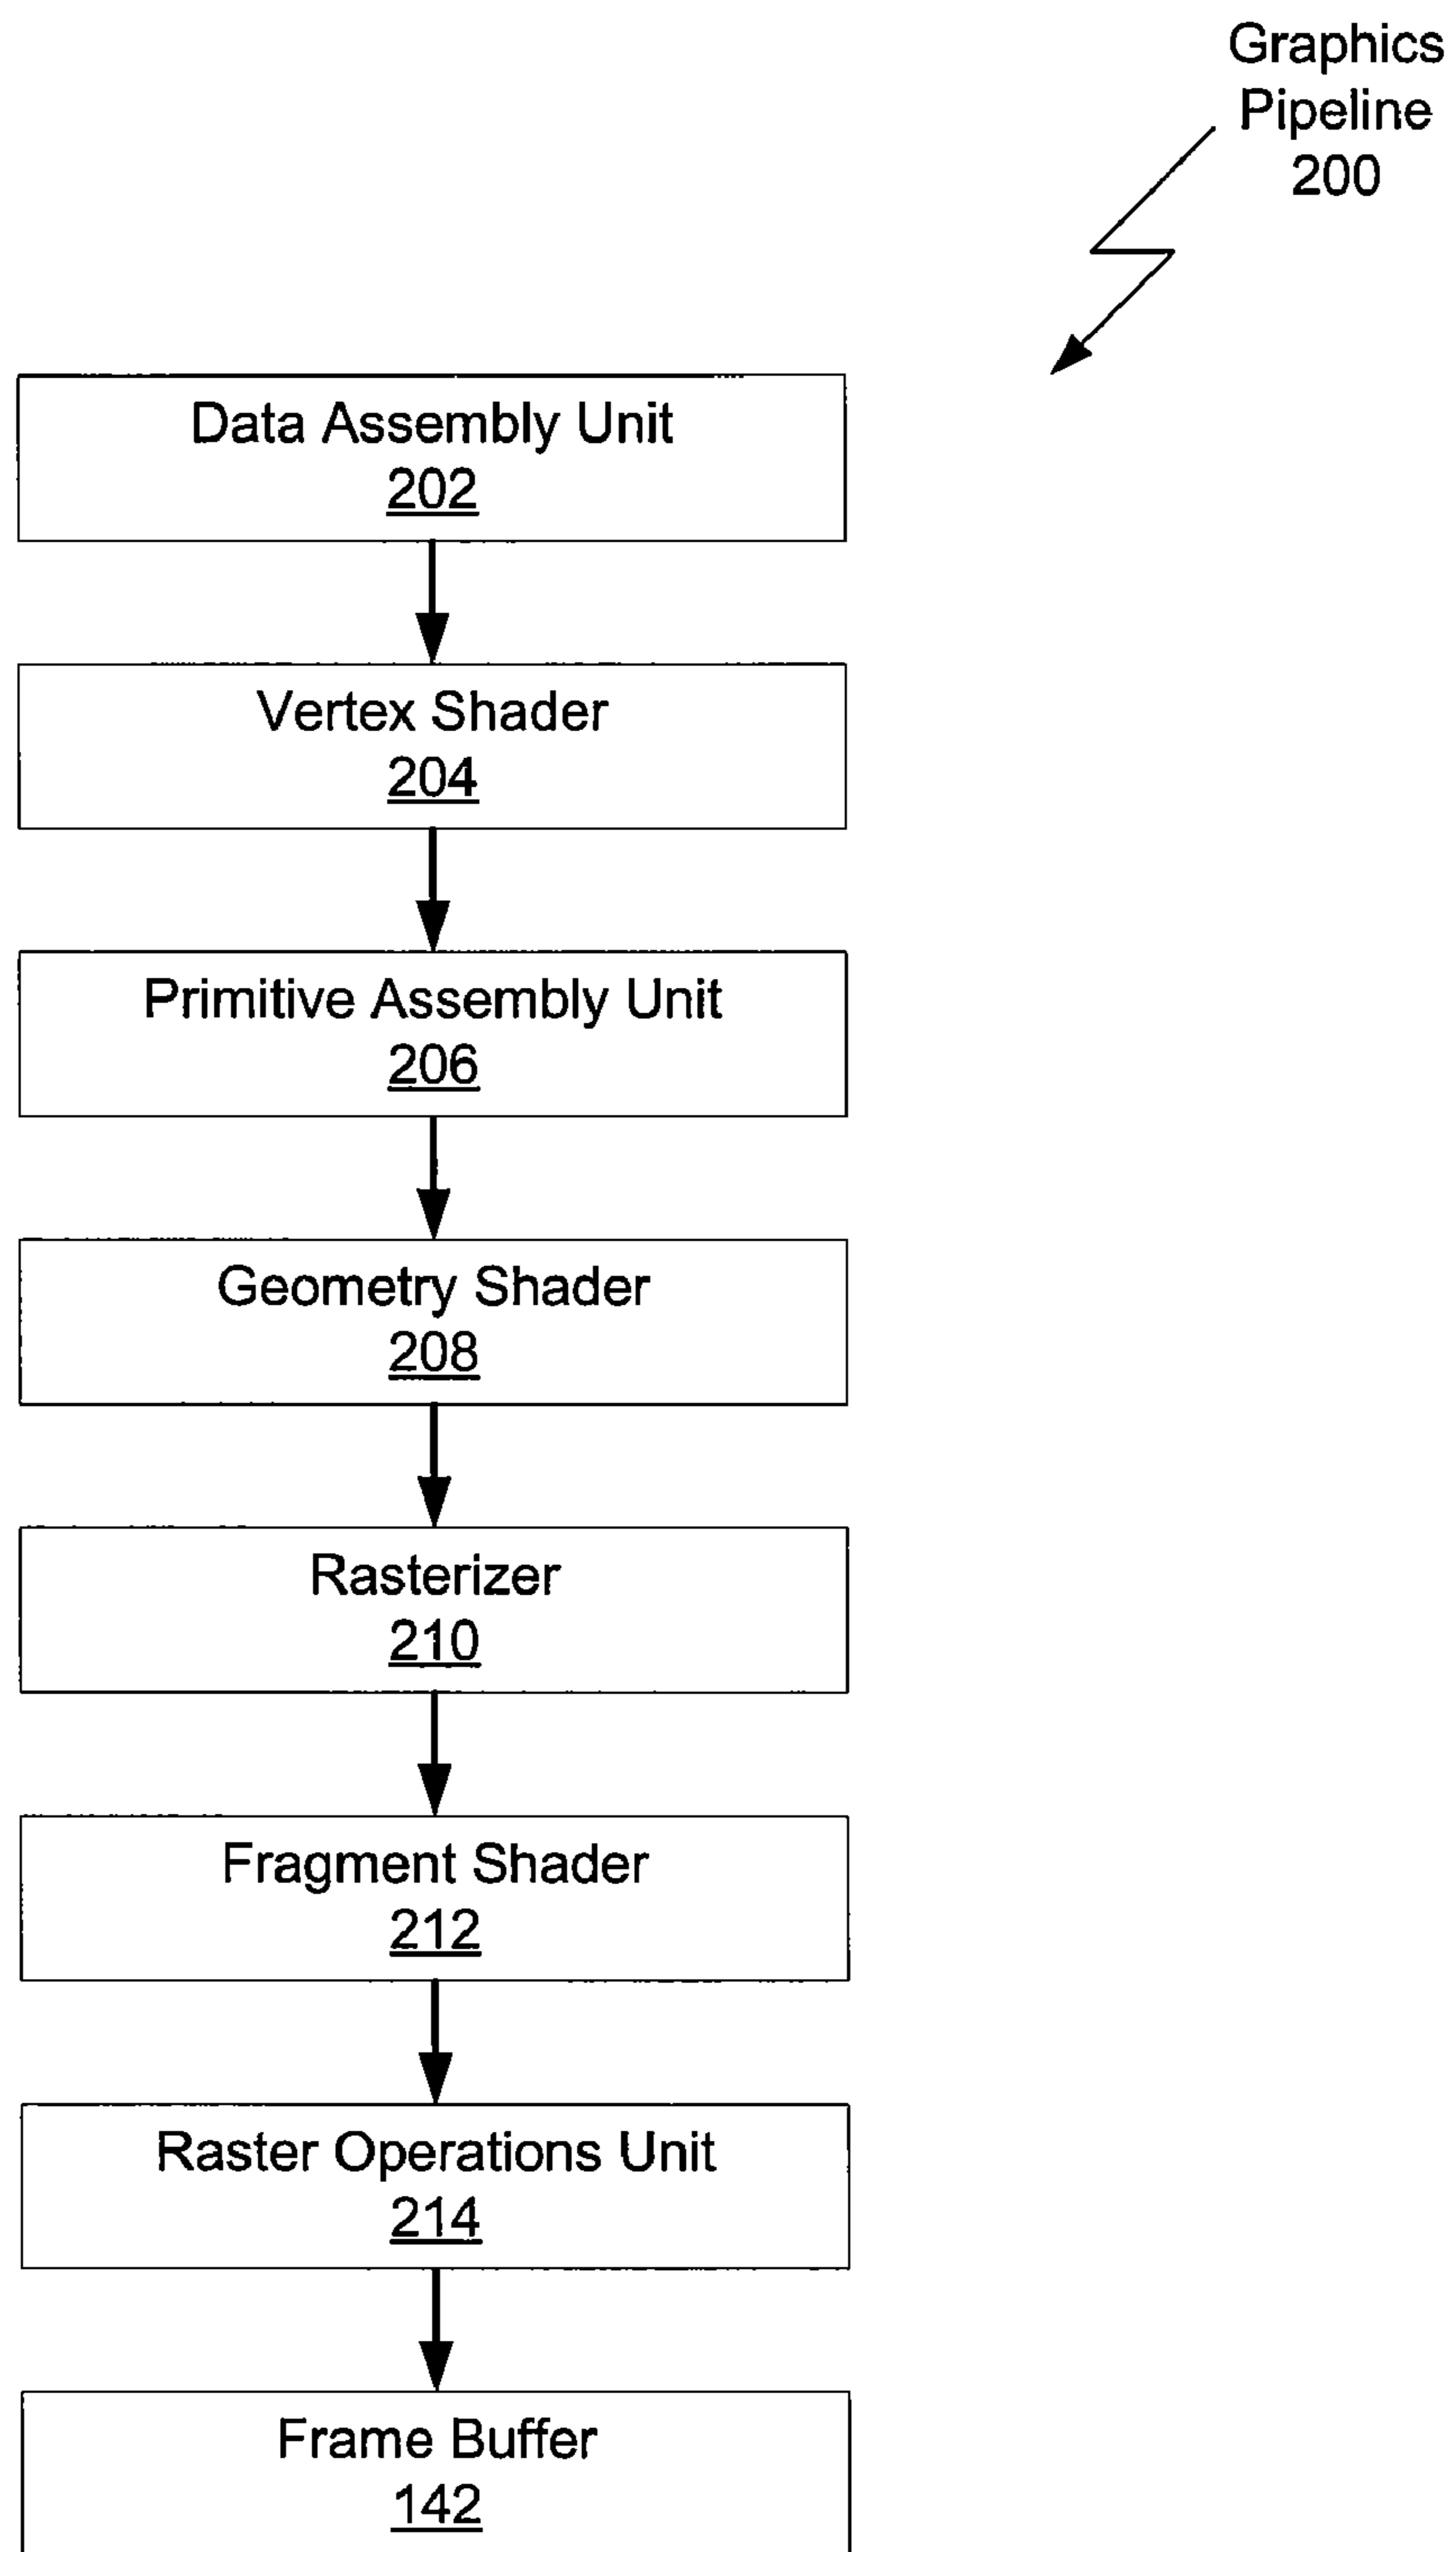 Graphics
Pipeline
200
Data Assembly Unit
202
Vertex Shader
204
Primitive Assembly Unit
206
Geometry Shader
208
Rasterizer
210
Fragment Shader
212
Raster Operations Unit
214
Frame Buffer
142